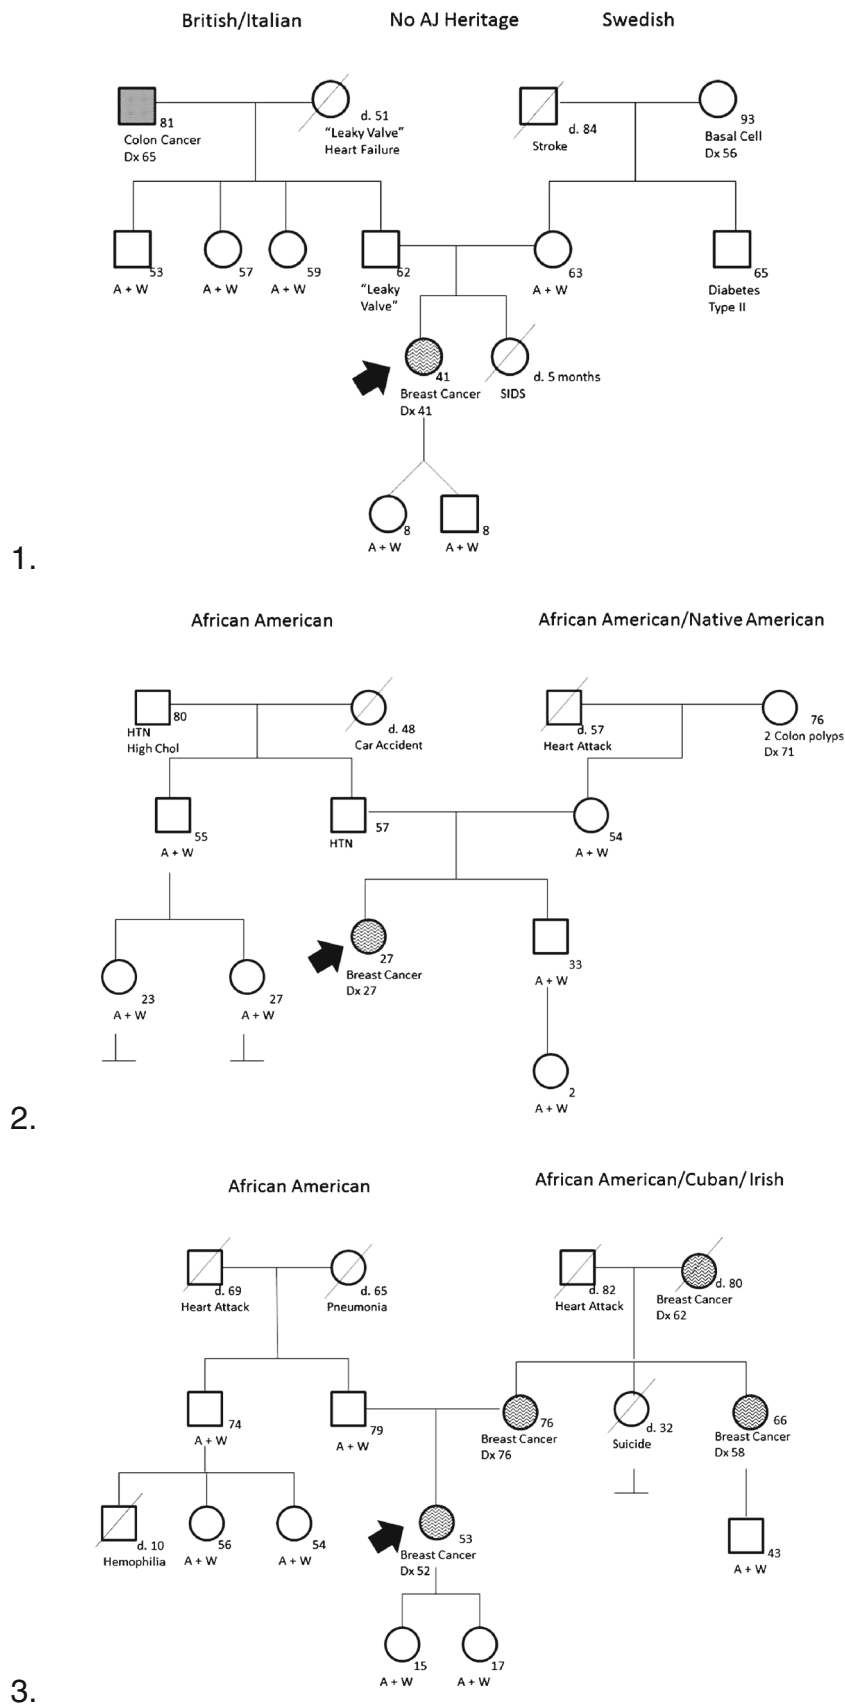 British/Italian
No AJ Heritage
Swedish
81
Colon Cancer
Dx 65
d. 51
"Leaky Valve"
Heart Failure
d. 84
Stroke
93
Basal Cell
Dx 56
53
A + W
57
A + W
59
A + W
62
"Leaky
Valve"
63
A + W
65
Diabetes
Type II
41
Breast Cancer
Dx 41
d. 5 months
SIDS
8
A + W
8
A + W
1.
African American
African American/Native American
80
HTN
High Chol
d. 48
Car Accident
d. 57
Heart Attack
76
2 Colon polyps
Dx 71
55
A + W
57
HTN
54
A + W
27
Breast Cancer
Dx 27
33
A + W
23
A + W
27
A + W
2
A + W
2.
African American
African American/Cuban/Irish
d. 69
Heart Attack
d. 65
Pneumonia
d. 82
Heart Attack
d. 80
Breast Cancer
Dx 62
74
A + W
79
A + W
76
Breast Cancer
Dx 76
d. 32
Suicide
66
Breast Cancer
Dx 58
d. 10
Hemophilia
56
A + W
54
A + W
53
Breast Cancer
Dx 52
43
A + W
15
A + W
17
A + W
3.